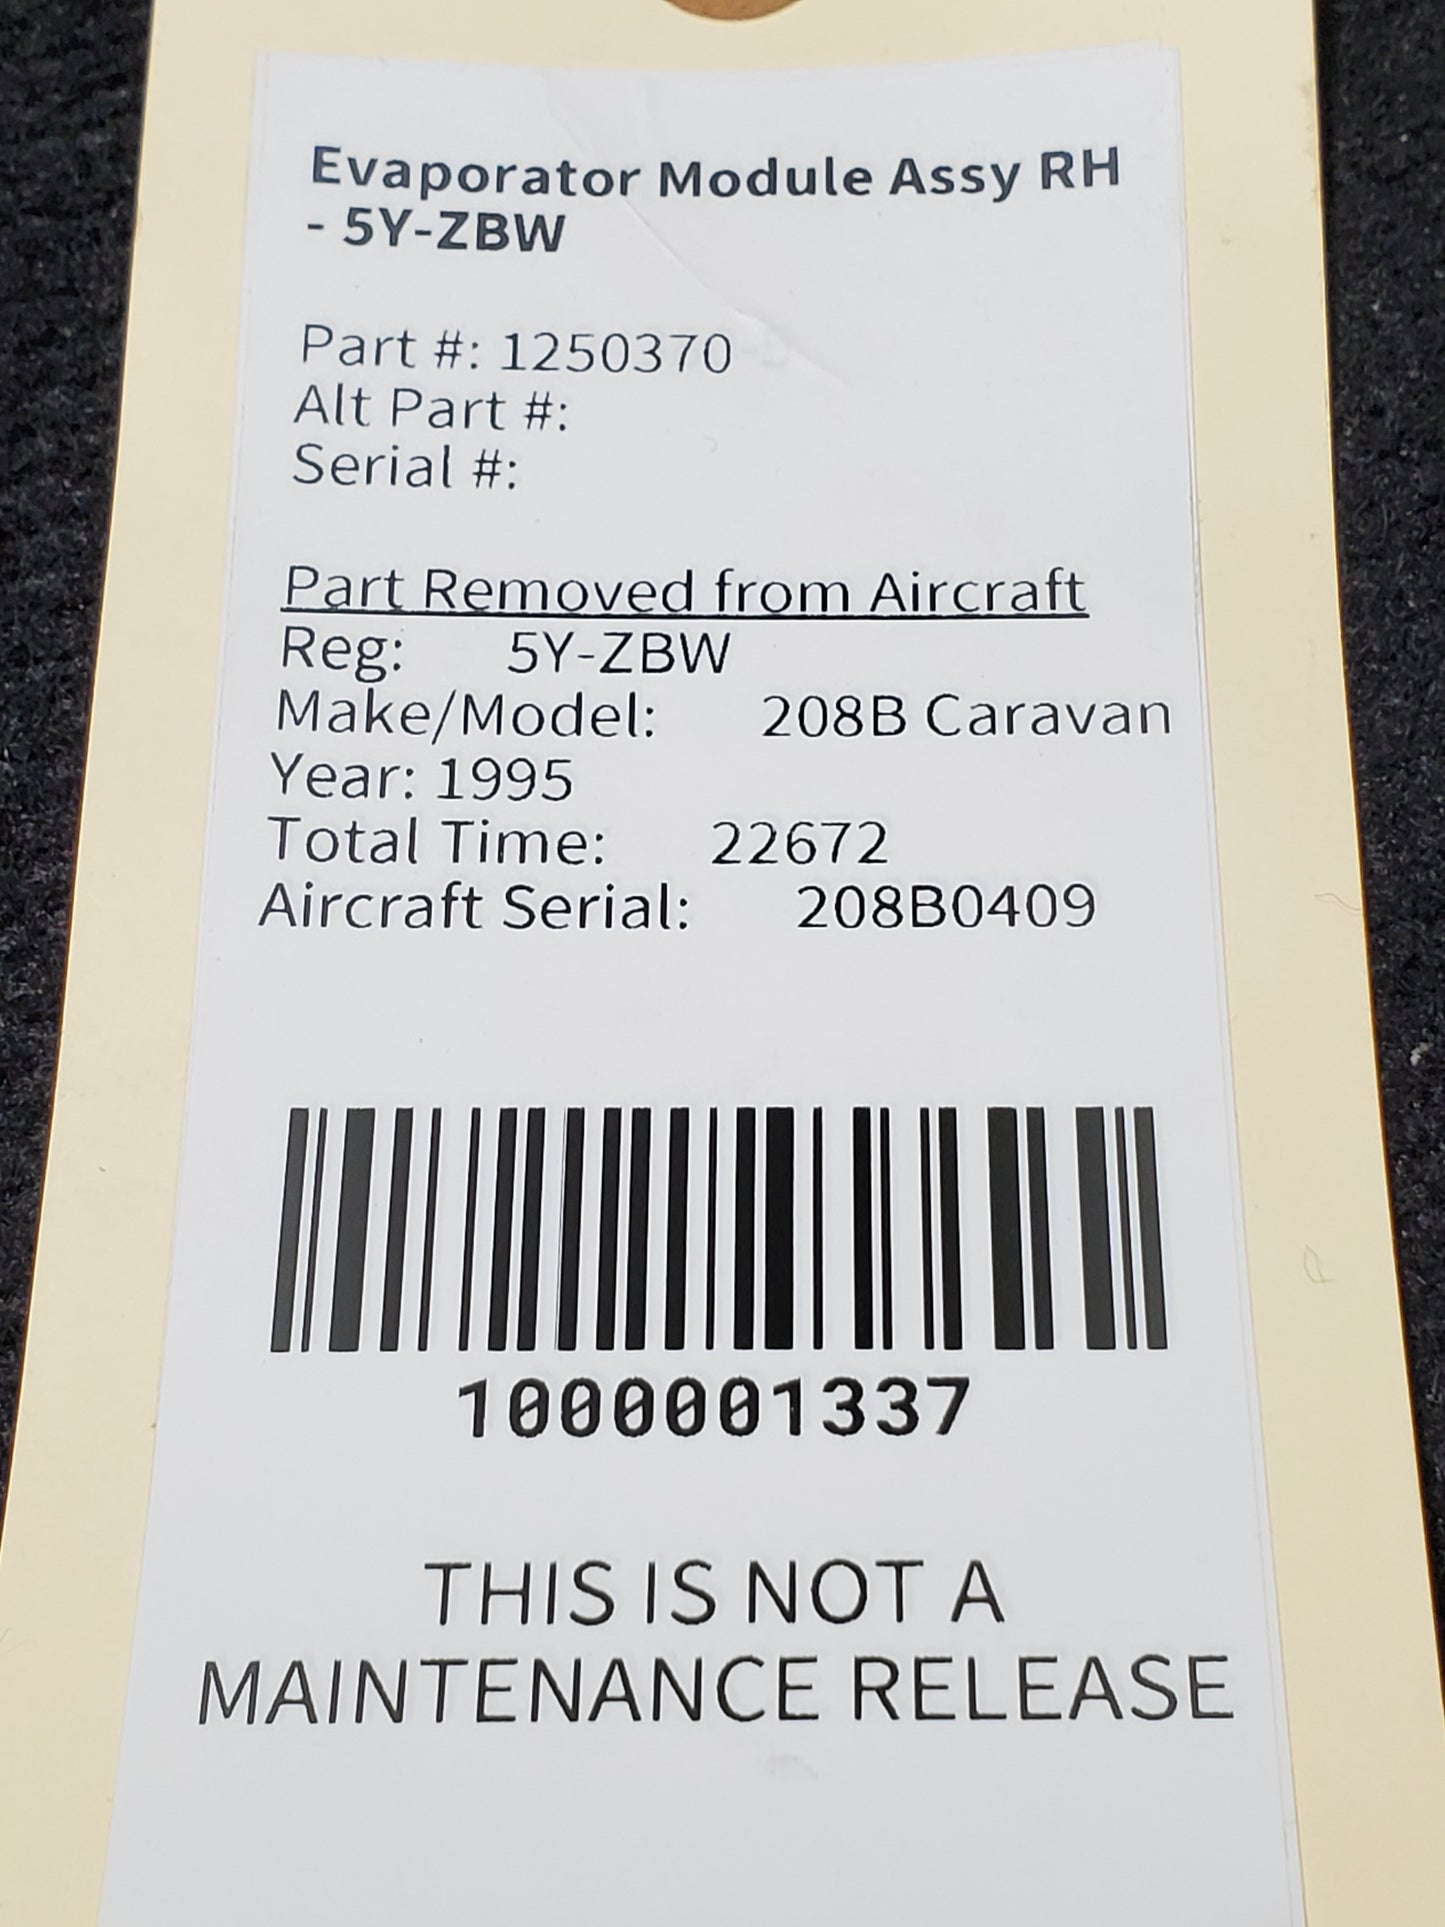 Evaporator Module Assy RH
- 5Y-ZBW
Part #: 1250370
Alt Part #:
Serial #:
Part Removed from Aircraft
Reg: 5Y-ZBW
Make/Model: 208B Caravan
Year: 1995
Total Time: 22672
Aircraft Serial: 208B0409
1000001337
THIS IS NOT A
MAINTENANCE RELEASE